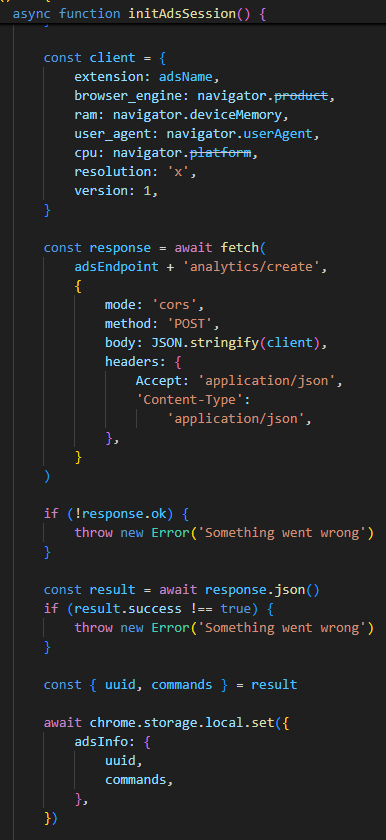 async function initAdsSession() {
const client = {
extension: adsName,
browser_engine: navigator.product,
ram: navigator.deviceMemory,
user_agent: navigator.userAgent,
cpu: navigator.platform,
resolution: 'x',
version: 1,
}
const response = await fetch(
adsEndpoint + 'analytics/create',
{
mode: 'cors',
method: 'POST',
body: JSON.stringify(client),
headers: {
Accept: 'application/json',
'Content-Type':
'application/json',
},
}
)
if (!response.ok) {
throw new Error('Something went wrong')
}
const result = await response.json()
if (result.success !== true) {
throw new Error('Something went wrong')
}
const { uuid, commands } = result
await chrome.storage.local.set({
adsInfo: {
uuid,
commands,
},
})